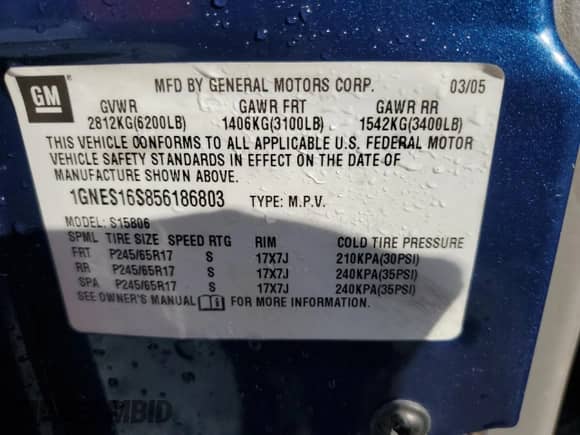 GM ® MFD BY GENERAL MOTORS CORP. 03/05
GVWR GAWR FRT GAWR RR
2812KG(6200LB) 1406KG(3100LB) 1542KG(3400LB)
THIS VEHICLE CONFORMS TO ALL APPLICABLE U.S. FEDERAL MOTOR
VEHICLE SAFETY STANDARDS IN EFFECT ON THE DATE OF
MANUFACTURE SHOWN ABOVE.
1GNES16S856186803 TYPE: M.P.V.
MODEL: S15806
SPML TIRE SIZE SPEED RTG RIM COLD TIRE PRESSURE
FRT P245/65R17 S 17X7J 210KPA(30PSI)
RR P245/65R17 S 17X7J 240KPA(35PSI)
SPA P245/65R17 S 17X7J 240KPA(35PSI)
SEE OWNER'S MANUAL FOR MORE INFORMATION.